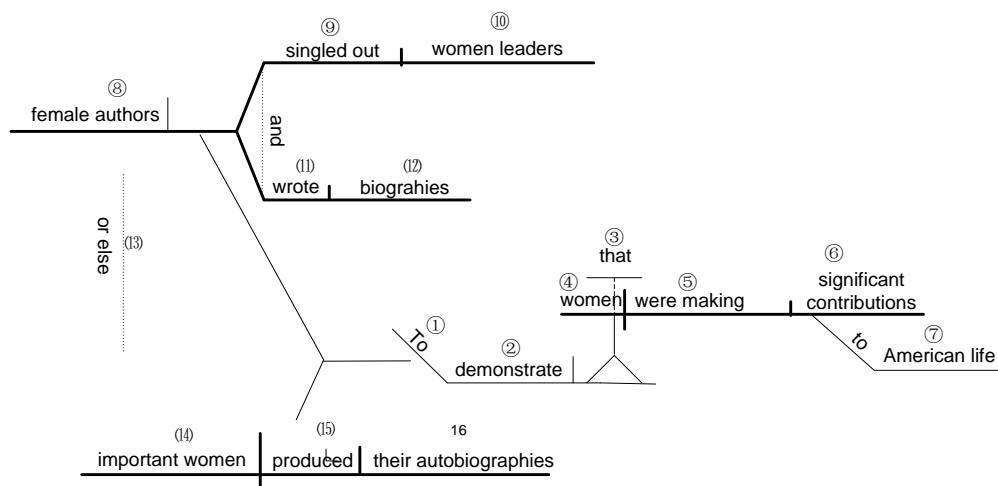 ⑨ ⑩
singled out women leaders
⑧
female authors
and
⑾ ⑿
wrote biograhies
or else ⒀
③
that
④ ⑤ ⑥
women were making significant
contributions
to ⑦
American life
To ①
②
demonstrate
⒁ ⒂ 16
important women produced their autobiographies